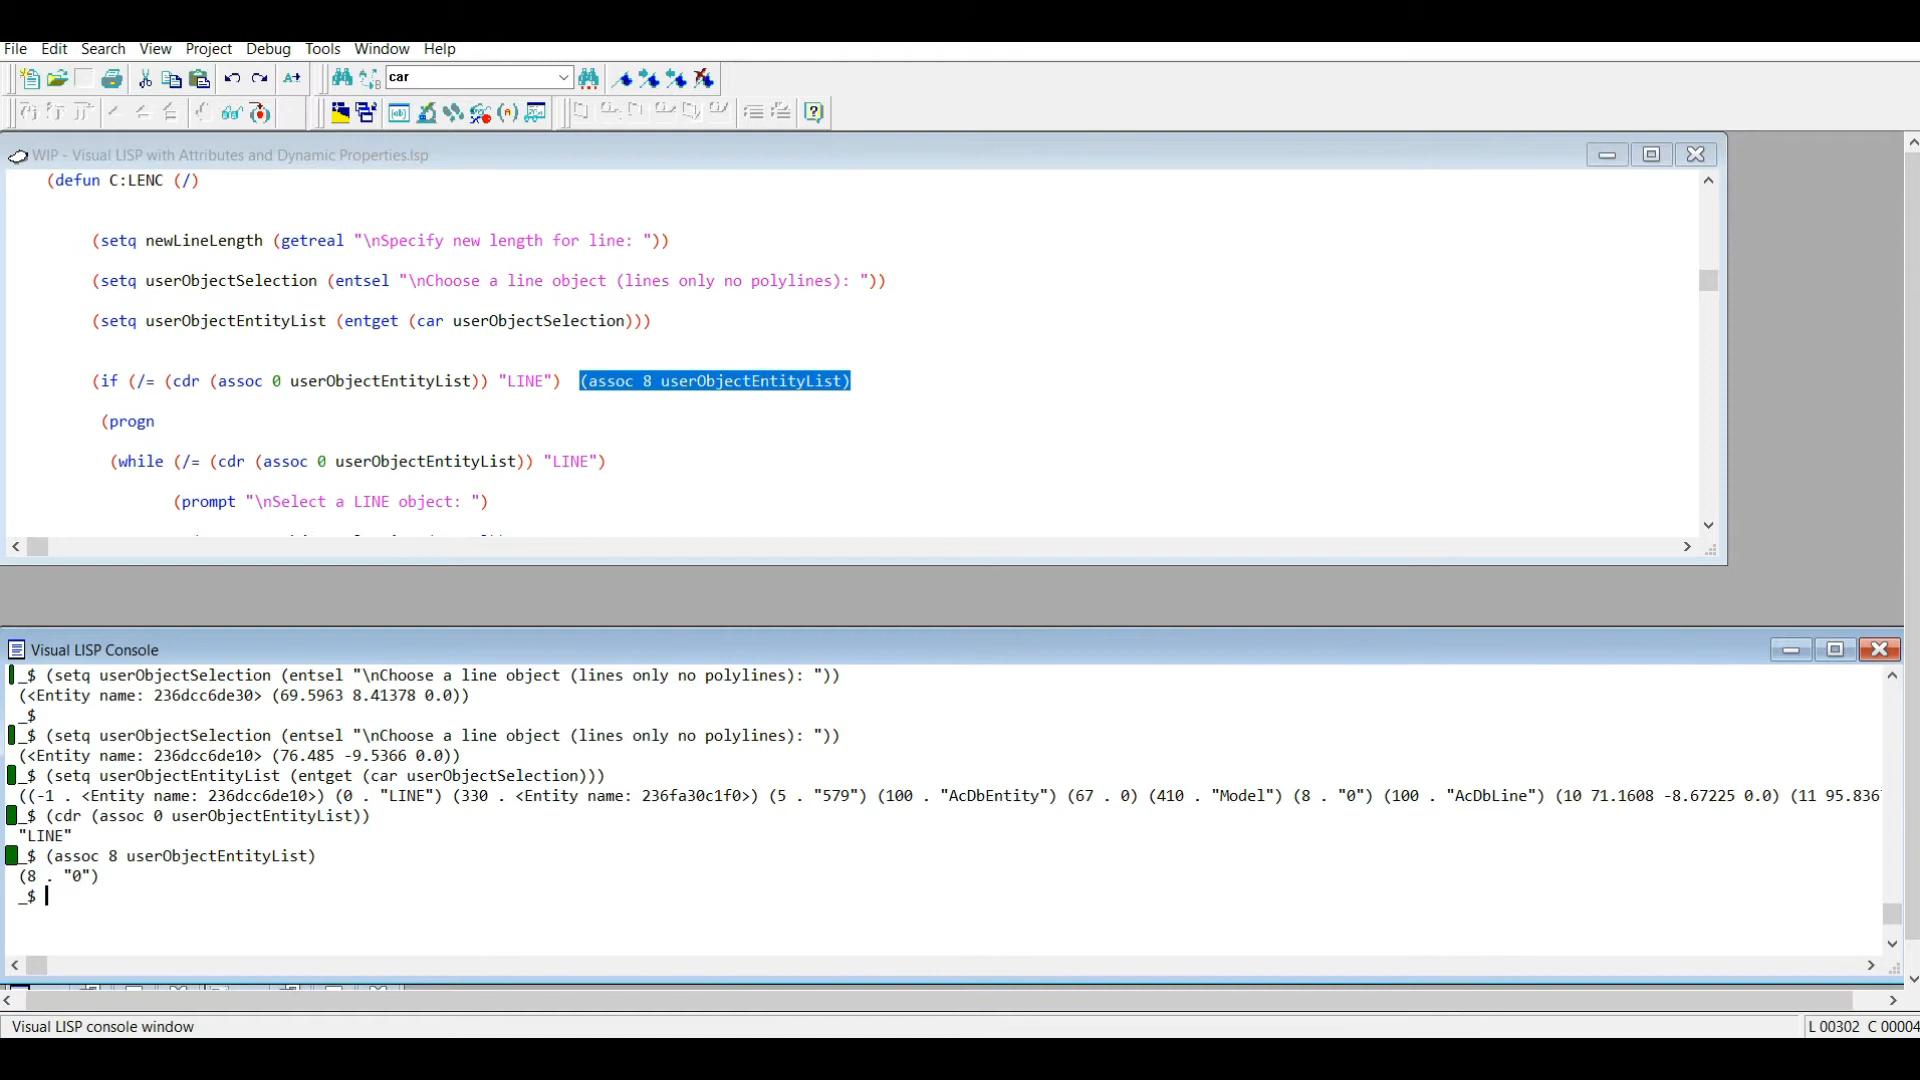 File Edit Search View Project Debug Tools Window Help
car
WIP - Visual LISP with Attributes and Dynamic Properties.lsp
(defun C:LENC (/)
(setq newLineLength (getreal "\nSpecify new length for line: "))
(setq userObjectSelection (entsel "\nChoose a line object (lines only no polylines): "))
(setq userObjectEntityList (entget (car userObjectSelection)))
(if (/= (cdr (assoc 0 userObjectEntityList)) "LINE") (assoc 8 userObjectEntityList)
(progn
(while (/= (cdr (assoc 0 userObjectEntityList)) "LINE")
(prompt "\nSelect a LINE object: ")
Visual LISP Console
_$ (setq userObjectSelection (entsel "\nChoose a line object (lines only no polylines): "))
(<Entity name: 236dcc6de30> (69.5963 8.41378 0.0))
_$
_$ (setq userObjectSelection (entsel "\nChoose a line object (lines only no polylines): "))
(<Entity name: 236dcc6de10> (76.485 -9.5366 0.0))
_$ (setq userObjectEntityList (entget (car userObjectSelection)))
((-1 . <Entity name: 236dcc6de10>) (0 . "LINE") (330 . <Entity name: 236fa30c1f0>) (5 . "579") (100 . "AcDbEntity") (67 . 0) (410 . "Model") (8 . "0") (100 . "AcDbLine") (10 71.1608 -8.67225 0.0) (11 95.836
_$ (cdr (assoc 0 userObjectEntityList))
"LINE"
_$ (assoc 8 userObjectEntityList)
(8 . "0")
_$
Visual LISP console window
L 00302 C 00004